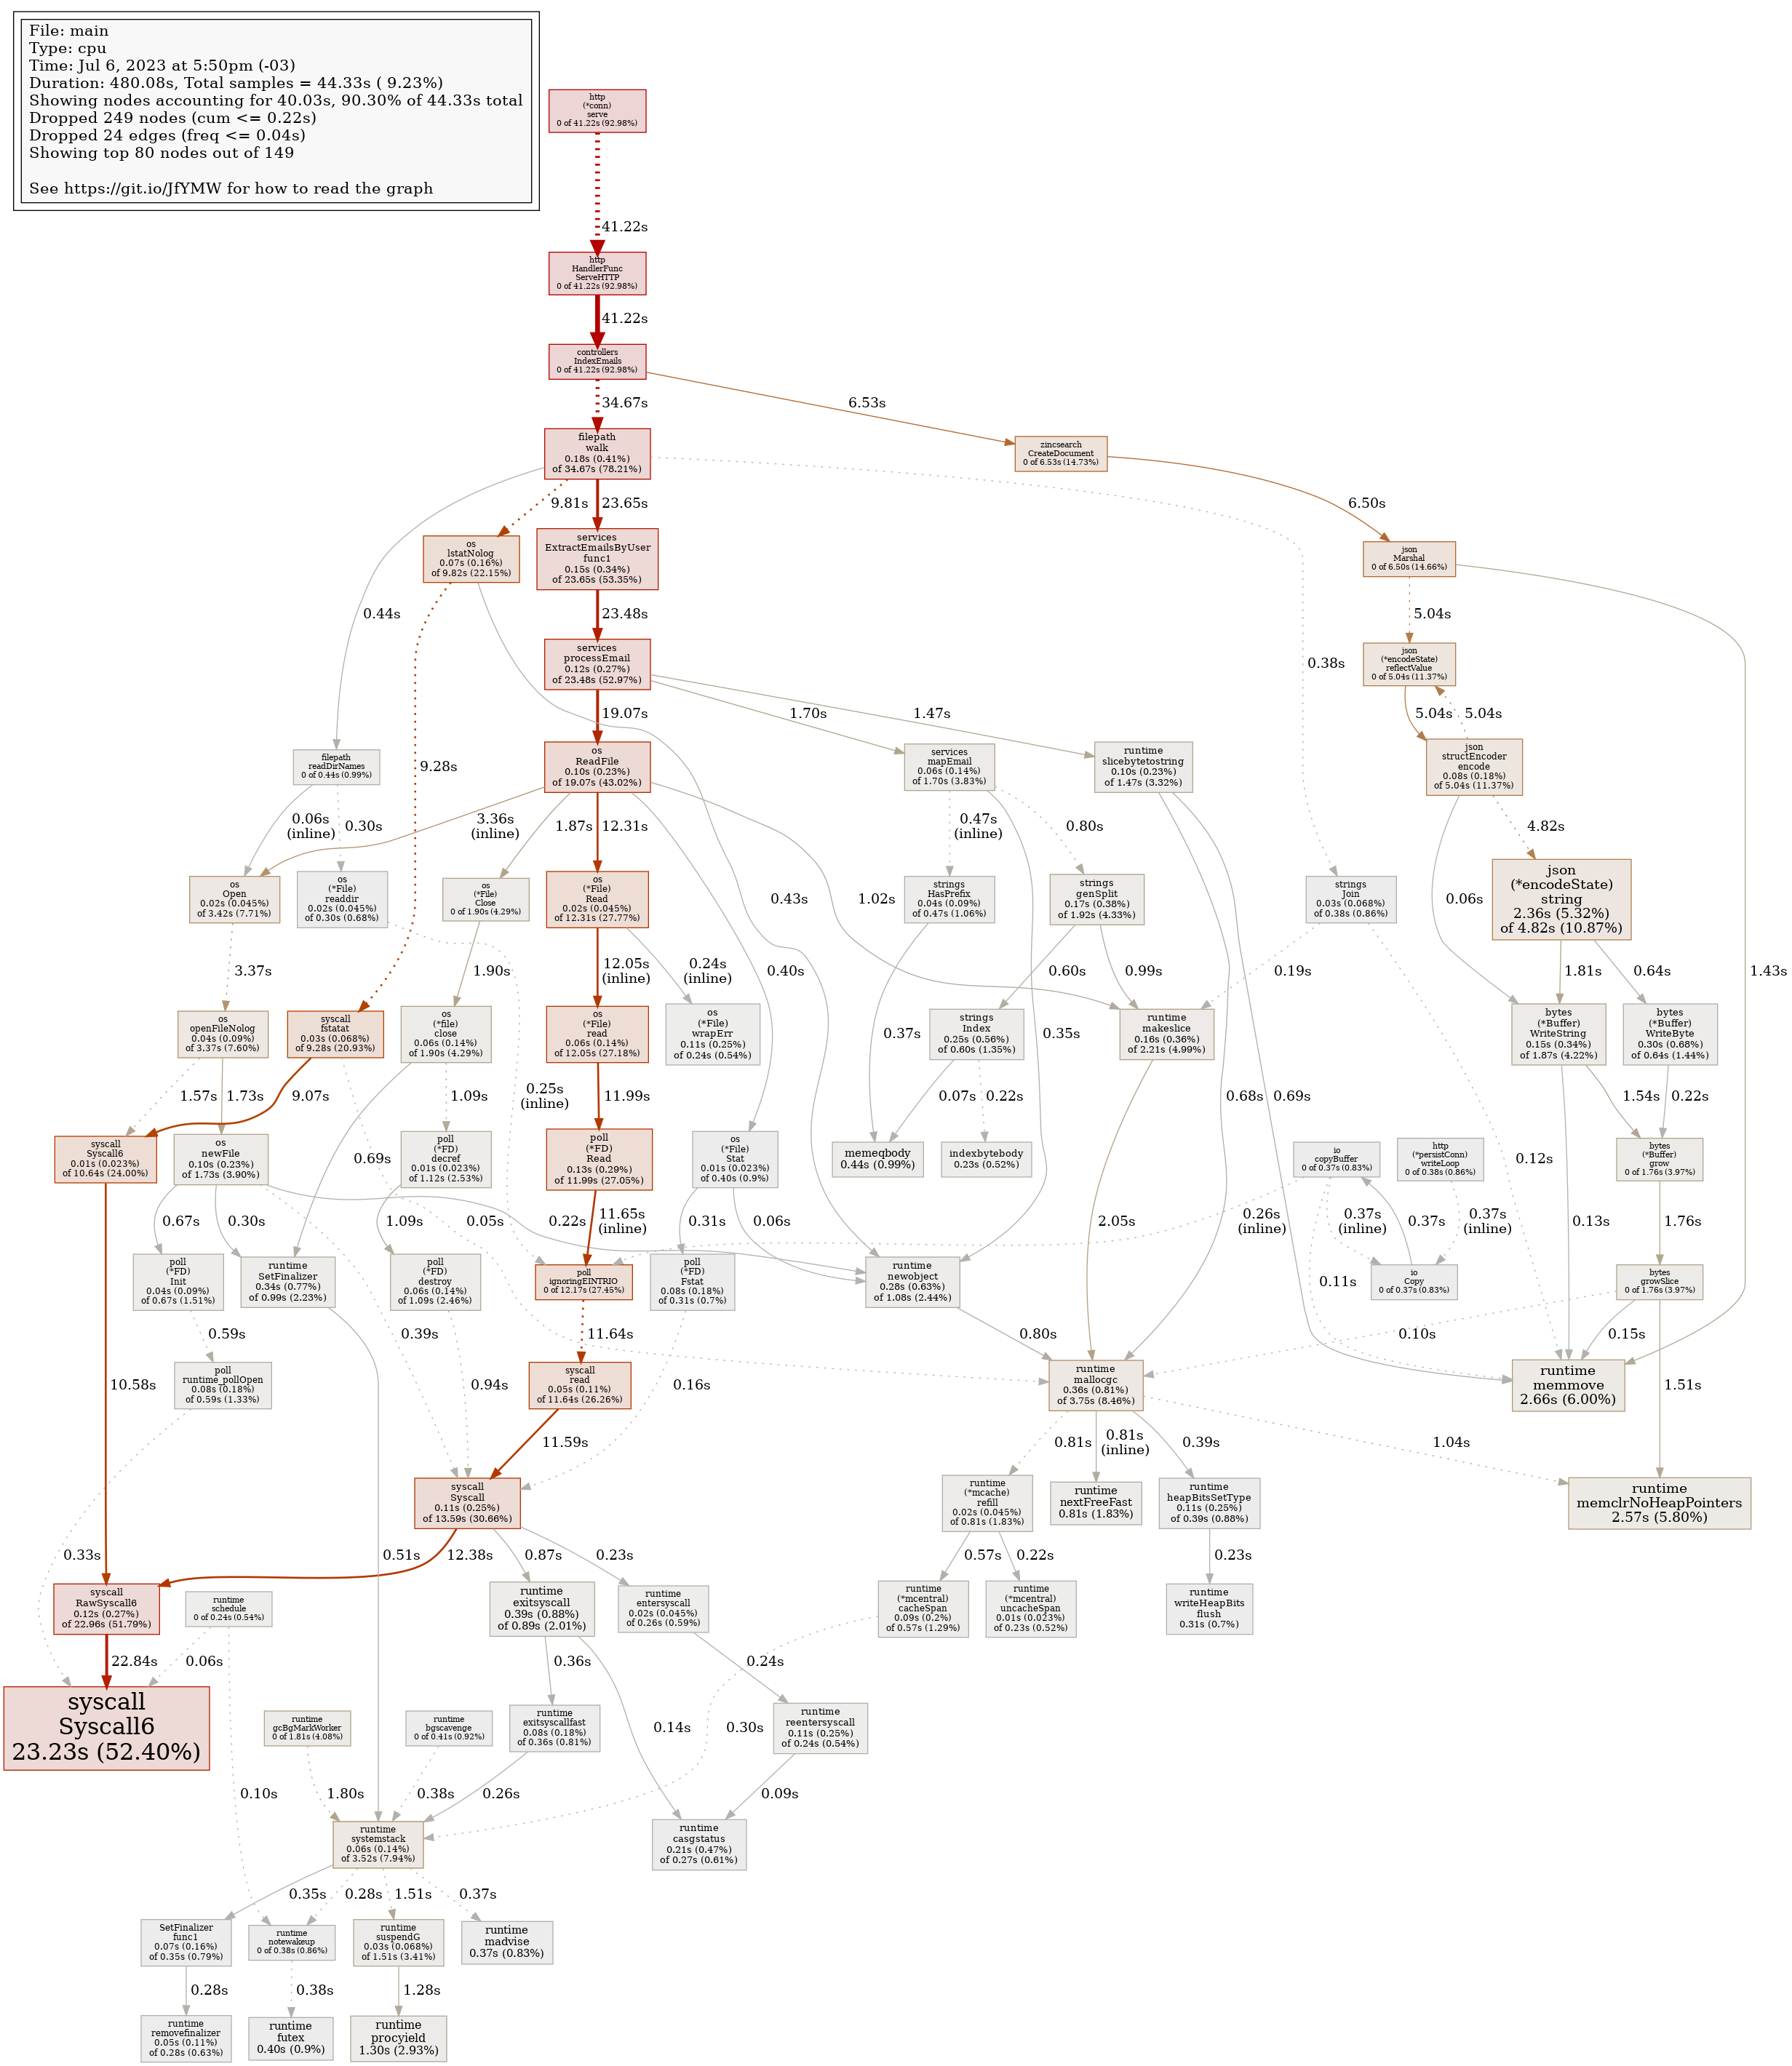 File: main
Type: cpu
Time: Jul 6, 2023 at 5:50pm (-03)
Duration: 480.08s, Total samples = 44.33s ( 9.23%)
Showing nodes accounting for 40.03s, 90.30% of 44.33s total
Dropped 249 nodes (cum <= 0.22s)
Dropped 24 edges (freq <= 0.04s)
Showing top 80 nodes out of 149
See https://git.io/JfYMW for how to read the graph
http
(*conn)
serve
0 of 41.22s (92.98%)
41.22s
http
HandlerFunc
ServeHTTP
0 of 41.22s (92.98%)
41.22s
controllers
IndexEmails
0 of 41.22s (92.98%)
34.67s
6.53s
filepath
walk
0.18s (0.41%)
of 34.67s (78.21%)
zincsearch
CreateDocument
0 of 6.53s (14.73%)
9.81s
23.65s
6.50s
os
lstatNolog
0.07s (0.16%)
of 9.82s (22.15%)
services
ExtractEmailsByUser
func1
0.15s (0.34%)
of 23.65s (53.35%)
json
Marshal
0 of 6.50s (14.66%)
0.44s
23.48s
5.04s
services
processEmail
0.12s (0.27%)
of 23.48s (52.97%)
0.38s
json
(*encodeState)
reflectValue
0 of 5.04s (11.37%)
19.07s
1.70s
1.47s
5.04s
5.04s
filepath
readDirNames
0 of 0.44s (0.99%)
9.28s
os
ReadFile
0.10s (0.23%)
of 19.07s (43.02%)
services
mapEmail
0.06s (0.14%)
of 1.70s (3.83%)
runtime
slicebytetostring
0.10s (0.23%)
of 1.47s (3.32%)
json
structEncoder
encode
0.08s (0.18%)
of 5.04s (11.37%)
0.06s
(inline)
0.30s
3.36s
(inline)
1.87s
12.31s
0.47s
(inline)
0.80s
4.82s
os
Open
0.02s (0.045%)
of 3.42s (7.71%)
os
(*File)
readdir
0.02s (0.045%)
of 0.30s (0.68%)
os
(*File)
Close
0 of 1.90s (4.29%)
os
(*File)
Read
0.02s (0.045%)
of 12.31s (27.77%)
0.43s
1.02s
strings
HasPrefix
0.04s (0.09%)
of 0.47s (1.06%)
strings
genSplit
0.17s (0.38%)
of 1.92s (4.33%)
strings
Join
0.03s (0.068%)
of 0.38s (0.86%)
0.06s
json
(*encodeState)
string
2.36s (5.32%)
of 4.82s (10.87%)
3.37s
1.90s
12.05s
(inline)
0.24s
(inline)
0.40s
0.60s
0.99s
0.19s
1.81s
0.64s
1.43s
os
openFileNolog
0.04s (0.09%)
of 3.37s (7.60%)
syscall
fstatat
0.03s (0.068%)
of 9.28s (20.93%)
os
(*file)
close
0.06s (0.14%)
of 1.90s (4.29%)
os
(*File)
read
0.06s (0.14%)
of 12.05s (27.18%)
os
(*File)
wrapErr
0.11s (0.25%)
of 0.24s (0.54%)
0.37s
strings
Index
0.25s (0.56%)
of 0.60s (1.35%)
0.35s
runtime
makeslice
0.16s (0.36%)
of 2.21s (4.99%)
bytes
(*Buffer)
WriteString
0.15s (0.34%)
of 1.87s (4.22%)
bytes
(*Buffer)
WriteByte
0.30s (0.68%)
of 0.64s (1.44%)
1.57s
1.73s
9.07s
1.09s
0.25s
(inline)
11.99s
0.07s
0.22s
0.68s
0.69s
1.54s
0.22s
syscall
Syscall6
0.01s (0.023%)
of 10.64s (24.00%)
os
newFile
0.10s (0.23%)
of 1.73s (3.90%)
0.69s
poll
(*FD)
decref
0.01s (0.023%)
of 1.12s (2.53%)
poll
(*FD)
Read
0.13s (0.29%)
of 11.99s (27.05%)
os
(*File)
Stat
0.01s (0.023%)
of 0.40s (0.9%)
memeqbody
0.44s (0.99%)
indexbytebody
0.23s (0.52%)
io
copyBuffer
0 of 0.37s (0.83%)
http
(*persistConn)
writeLoop
0 of 0.38s (0.86%)
0.12s
bytes
(*Buffer)
grow
0 of 1.76s (3.97%)
0.67s
0.30s
1.09s
0.05s
0.22s
11.65s
(inline)
0.31s
0.06s
2.05s
0.26s
(inline)
0.37s
(inline)
0.37s
0.37s
(inline)
0.13s
1.76s
poll
(*FD)
Init
0.04s (0.09%)
of 0.67s (1.51%)
runtime
SetFinalizer
0.34s (0.77%)
of 0.99s (2.23%)
poll
(*FD)
destroy
0.06s (0.14%)
of 1.09s (2.46%)
poll
ignoringEINTRIO
0 of 12.17s (27.45%)
poll
(*FD)
Fstat
0.08s (0.18%)
of 0.31s (0.7%)
runtime
newobject
0.28s (0.63%)
of 1.08s (2.44%)
0.11s
io
Copy
0 of 0.37s (0.83%)
bytes
growSlice
0 of 1.76s (3.97%)
0.59s
0.39s
11.64s
0.80s
0.10s
0.15s
10.58s
poll
runtime_pollOpen
0.08s (0.18%)
of 0.59s (1.33%)
0.94s
syscall
read
0.05s (0.11%)
of 11.64s (26.26%)
0.16s
runtime
mallocgc
0.36s (0.81%)
of 3.75s (8.46%)
runtime
memmove
2.66s (6.00%)
1.51s
11.59s
0.81s
0.81s
(inline)
0.39s
1.04s
syscall
Syscall
0.11s (0.25%)
of 13.59s (30.66%)
runtime
(*mcache)
refill
0.02s (0.045%)
of 0.81s (1.83%)
runtime
nextFreeFast
0.81s (1.83%)
runtime
heapBitsSetType
0.11s (0.25%)
of 0.39s (0.88%)
runtime
memclrNoHeapPointers
2.57s (5.80%)
0.33s
0.51s
12.38s
0.87s
0.23s
0.57s
0.22s
0.23s
syscall
RawSyscall6
0.12s (0.27%)
of 22.96s (51.79%)
runtime
schedule
0 of 0.24s (0.54%)
runtime
exitsyscall
0.39s (0.88%)
of 0.89s (2.01%)
runtime
entersyscall
0.02s (0.045%)
of 0.26s (0.59%)
runtime
(*mcentral)
cacheSpan
0.09s (0.2%)
of 0.57s (1.29%)
runtime
(*mcentral)
uncacheSpan
0.01s (0.023%)
of 0.23s (0.52%)
runtime
writeHeapBits
flush
0.31s (0.7%)
22.84s
0.06s
0.36s
0.24s
syscall
Syscall6
23.23s (52.40%)
runtime
gcBgMarkWorker
0 of 1.81s (4.08%)
runtime
bgscavenge
0 of 0.41s (0.92%)
runtime
exitsyscallfast
0.08s (0.18%)
of 0.36s (0.81%)
0.14s
0.30s
runtime
reentersyscall
0.11s (0.25%)
of 0.24s (0.54%)
0.10s
1.80s
0.38s
0.26s
0.09s
runtime
systemstack
0.06s (0.14%)
of 3.52s (7.94%)
runtime
casgstatus
0.21s (0.47%)
of 0.27s (0.61%)
0.35s
0.28s
1.51s
0.37s
SetFinalizer
func1
0.07s (0.16%)
of 0.35s (0.79%)
runtime
notewakeup
0 of 0.38s (0.86%)
runtime
suspendG
0.03s (0.068%)
of 1.51s (3.41%)
runtime
madvise
0.37s (0.83%)
0.28s
0.38s
1.28s
runtime
removefinalizer
0.05s (0.11%)
of 0.28s (0.63%)
runtime
futex
0.40s (0.9%)
runtime
procyield
1.30s (2.93%)